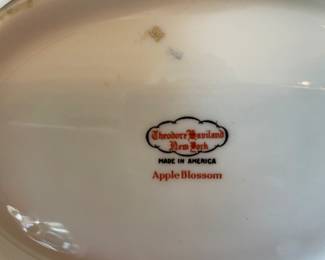 Theodore Haviland
New York
MADE IN AMERICA
Apple Blossom